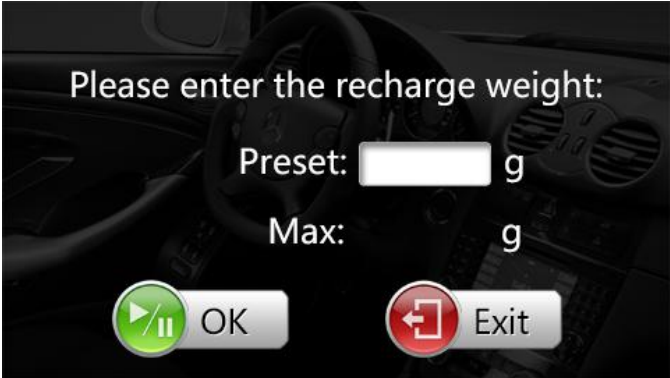 Please enter the recharge weight:
Preset: g
Max: g
OK Exit